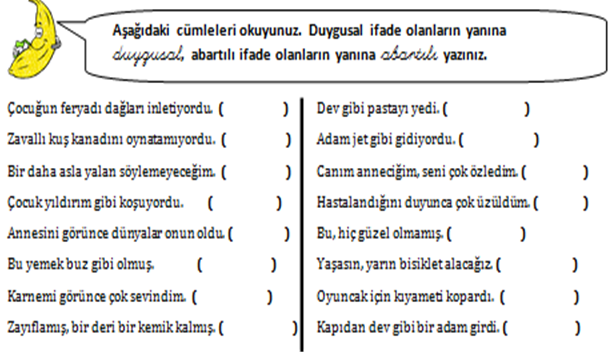 Aşağıdaki cümleleri okuyunuz. Duygusal ifade olanların yanına
duygusal, abartılı ifade olanların yanına abartılı yazınız.
Çocuğun feryadı dağları inletiyordu. ( )
Zavallı kuş kanadını oynatamıyordu. ( )
Bir daha asla yalan söylemeyeceğim. ( )
Çocuk yıldırım gibi koşuyordu. ( )
Annesini görünce dünyalar onun oldu. ( )
Bu yemek buz gibi olmuş. ( )
Karnemi görünce çok sevindim. ( )
Zayıflamış, bir deri bir kemik kalmış. ( )
Dev gibi pastayı yedi. ( )
Adam jet gibi gidiyordu. ( )
Canım anneciğim, seni çok özledim. ( )
Hastalandığını duyunca çok üzüldüm. ( )
Bu, hiç güzel olmamış. ( )
Yaşasın, yarın bisiklet alacağız. ( )
Oyuncak için kıyameti kopardı. ( )
Kapıdan dev gibi bir adam girdi. ( )